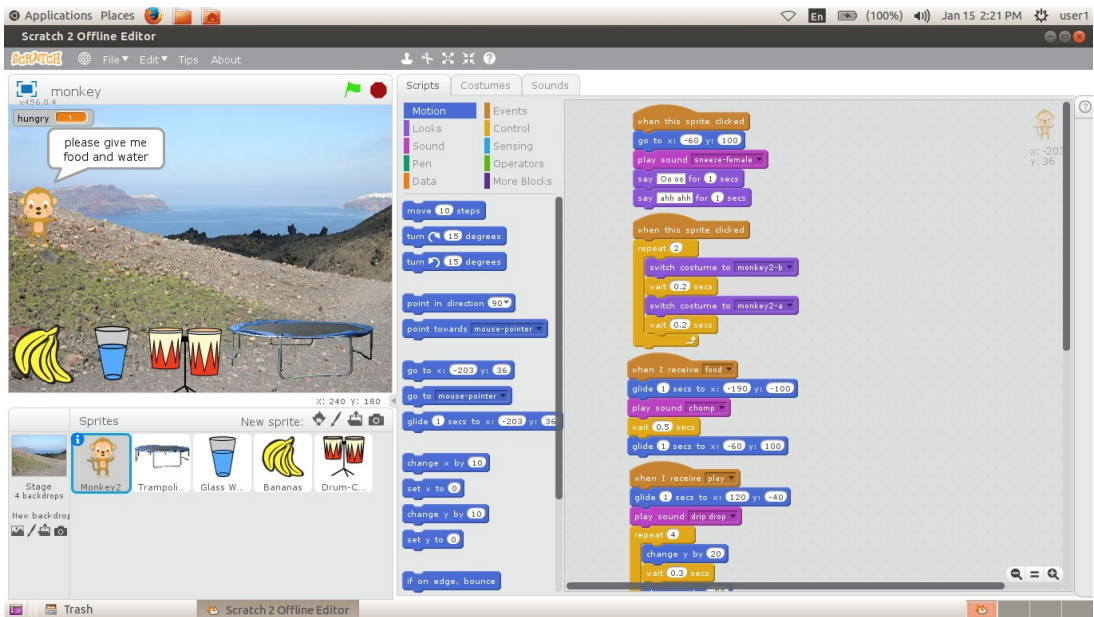 Applications Places En (100%) Jan 15 2:21 PM user1
Scratch 2 Offline Editor
SCRATCH File Edit Tips About
monkey
v456.0.4
hungry
please give me
food and water
x: 240 y: 180
Sprites New sprite:
Stage
4 backdrops
New backdrop
Monkey2 Trampoli... Glass W... Bananas Drum-C...
Scripts Costumes Sounds
Motion Events
Looks Control
Sound Sensing
Pen Operators
Data More Blocks
move 10 steps
turn 15 degrees
turn 15 degrees
point in direction 90
point towards mouse-pointer
go to x: -203 y: 36
go to mouse-pointer
glide 1 secs to x: -203 y: 36
change x by 10
set x to 0
change y by 10
set y to 0
if on edge, bounce
when this sprite clicked
go to x: -60 y: 100
play sound sneeze-female
say Oo oo for 1 secs
say ahh ahh for 1 secs
when this sprite clicked
repeat 2
switch costume to monkey2-b
wait 0.2 secs
switch costume to monkey2-a
wait 0.2 secs
when I receive food
glide 1 secs to x: -190 y: -100
play sound chomp
wait 0.5 secs
glide 1 secs to x: -60 y: 100
when I receive play
glide 1 secs to x: 120 y: -40
play sound drip drop
repeat 4
change y by 20
wait 0.3 secs
x: -203
y: 36
Trash Scratch 2 Offline Editor